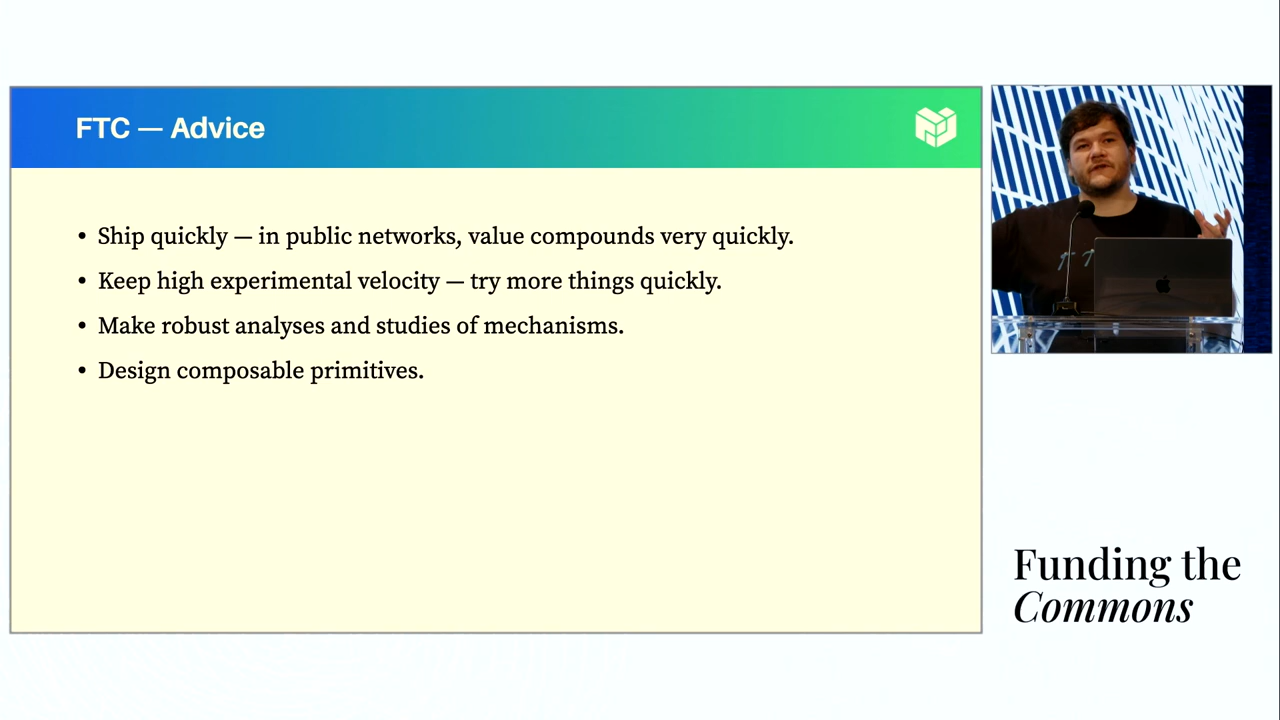 FTC — Advice
• Ship quickly — in public networks, value compounds very quickly.
• Keep high experimental velocity — try more things quickly.
• Make robust analyses and studies of mechanisms.
• Design composable primitives.
Funding the
Commons